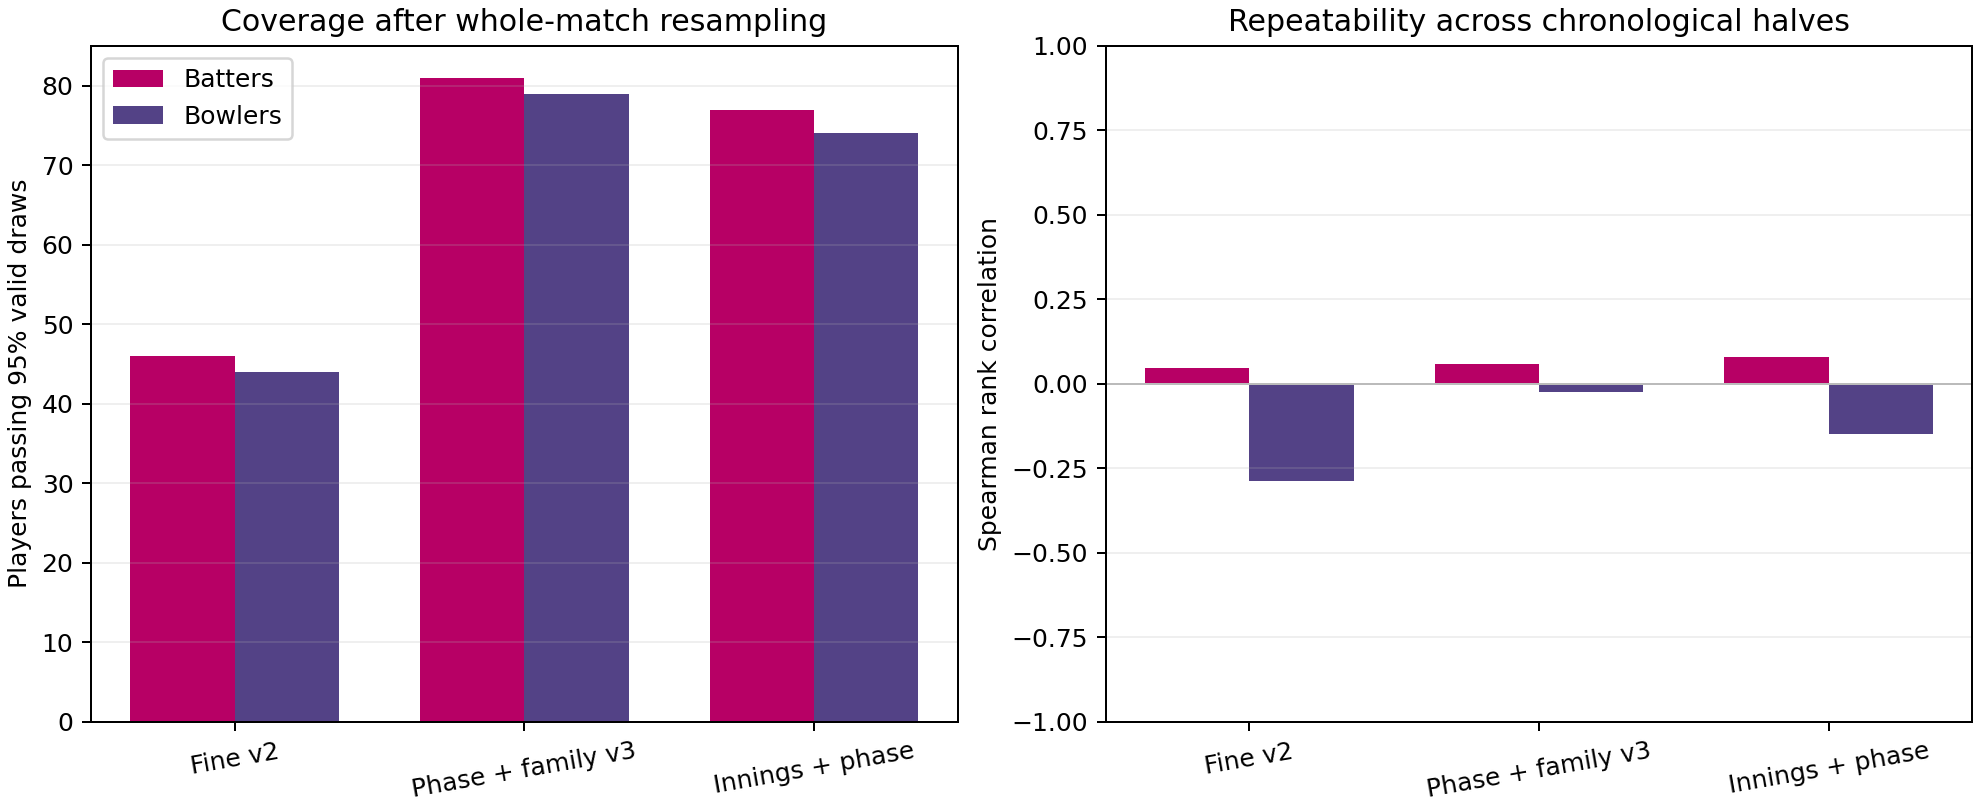 Coverage after whole-match resampling
Batters
Bowlers
Players passing 95% valid draws
80
70
60
50
40
30
20
10
0
Fine v2
Phase + family v3
Innings + phase
Repeatability across chronological halves
Spearman rank correlation
1.00
0.75
0.50
0.25
0.00
−0.25
−0.50
−0.75
−1.00
Fine v2
Phase + family v3
Innings + phase